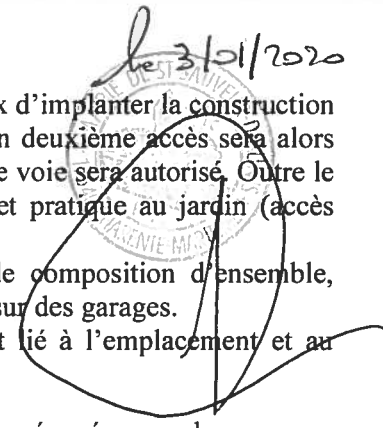 le 3/01/2020
x d'implanter la construction
n deuxième accès sera alors
e voie sera autorisé. Outre le
et pratique au jardin (accès
le composition d'ensemble,
sur des garages.
t lié à l'emplacement et au